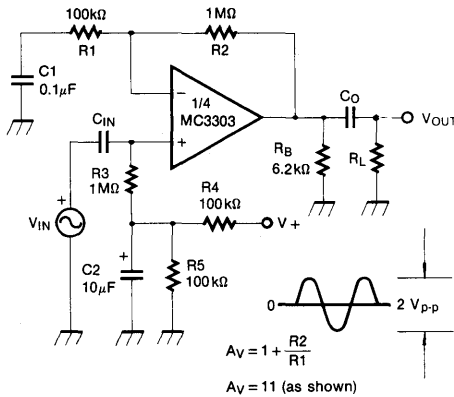 100kΩ
R1
1MΩ
R2
C1
0.1μF
CIN
−
1/4
MC3303
+
CO
VOUT
R3
1MΩ
RB
6.2kΩ
RL
R4
100kΩ
V+
+
VIN
+
C2
10μF
R5
100kΩ
0
2 Vp-p
AV = 1 + R2/R1
AV = 11 (as shown)